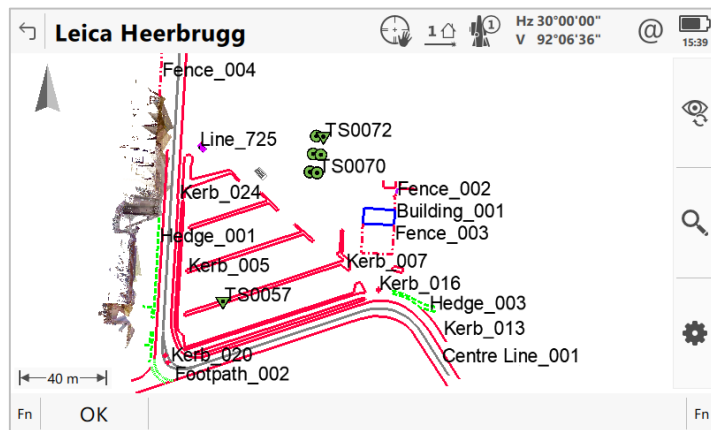 Leica Heerbrugg
1
1
Hz 30°00'00"
V 92°06'36"
@
15:39
Fence_004
TS0072
Line_725
TS0070
Kerb_024
Fence_002
Building_001
Hedge_001
Fence_003
Kerb_005
Kerb_007
Kerb_016
TS0057
Hedge_003
Kerb_013
Kerb_020
Centre Line_001
Footpath_002
40 m
Fn OK Fn